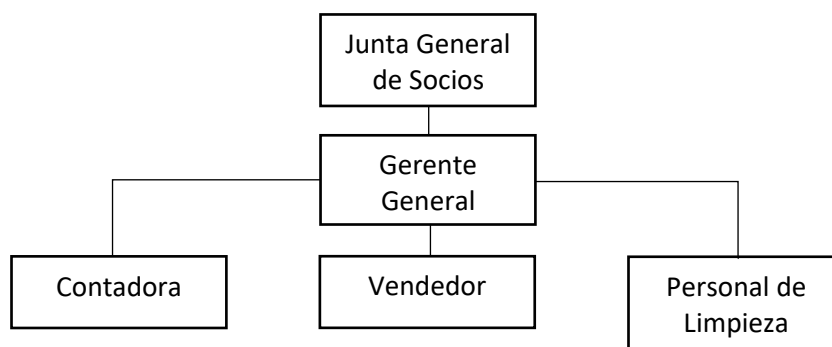 Junta General
de Socios
Gerente
General
Contadora
Vendedor
Personal de
Limpieza